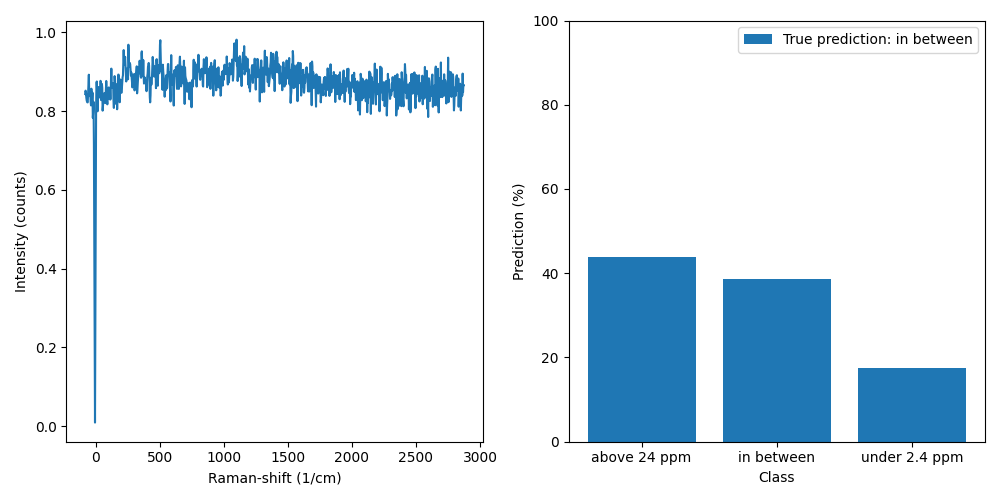 1.0
0.8
0.6
0.4
0.2
0.0
Intensity (counts)
0
500
1000
1500
2000
2500
3000
Raman-shift (1/cm)
100
80
60
40
20
0
Prediction (%)
True prediction: in between
above 24 ppm
in between
under 2.4 ppm
Class